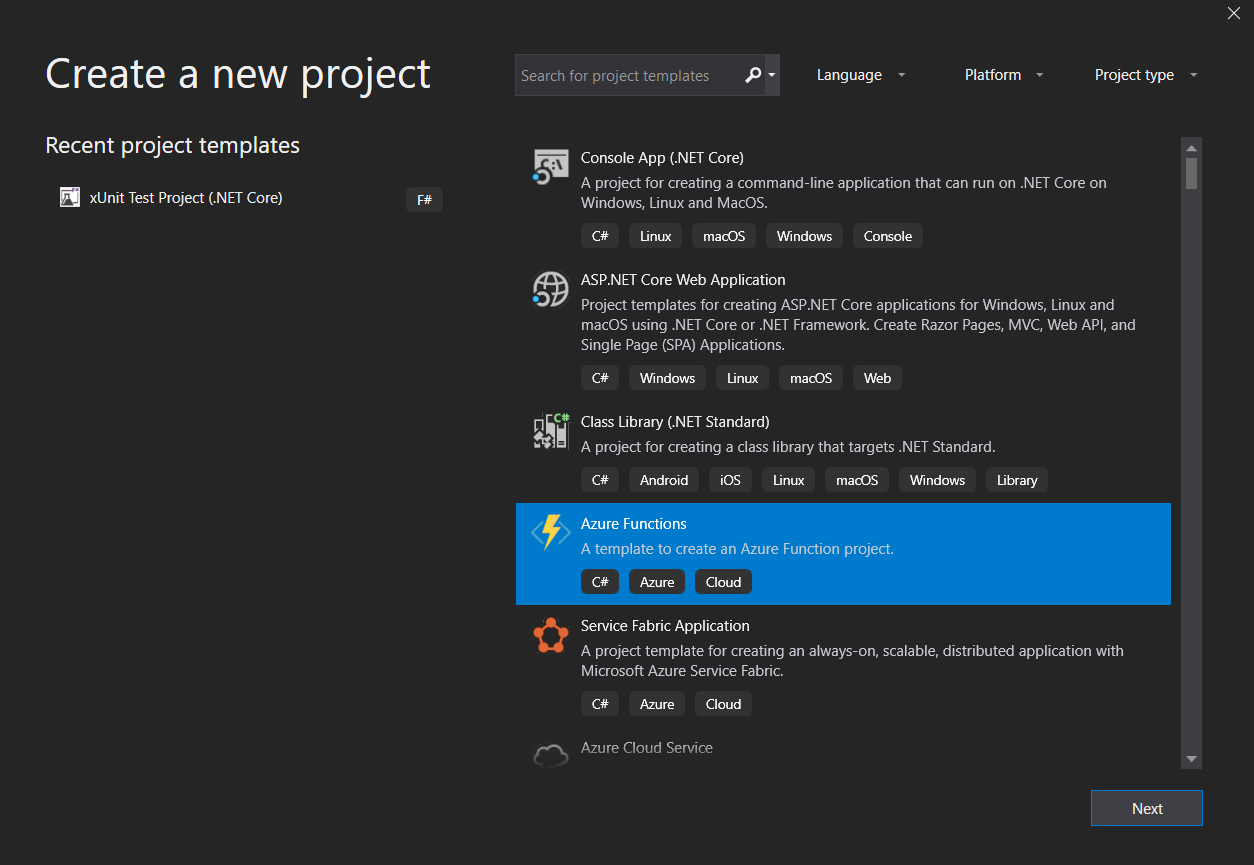 Create a new project
Search for project templates
Language
Platform
Project type
Recent project templates
xUnit Test Project (.NET Core)
F#
Console App (.NET Core)
A project for creating a command-line application that can run on .NET Core on
Windows, Linux and MacOS.
C# Linux macOS Windows Console
ASP.NET Core Web Application
Project templates for creating ASP.NET Core applications for Windows, Linux and
macOS using .NET Core or .NET Framework. Create Razor Pages, MVC, Web API, and
Single Page (SPA) Applications.
C# Windows Linux macOS Web
Class Library (.NET Standard)
A project for creating a class library that targets .NET Standard.
C# Android iOS Linux macOS Windows Library
Azure Functions
A template to create an Azure Function project.
C# Azure Cloud
Service Fabric Application
A project template for creating an always-on, scalable, distributed application with
Microsoft Azure Service Fabric.
C# Azure Cloud
Azure Cloud Service
Next